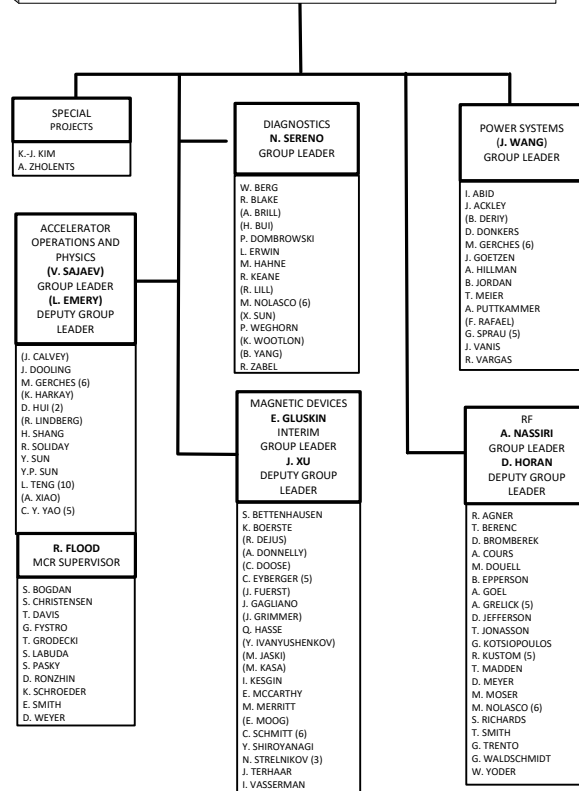 SPECIAL
PROJECTS
K.-J. KIM
A. ZHOLENTS
ACCELERATOR
OPERATIONS AND
PHYSICS
(V. SAJAEV)
GROUP LEADER
(L. EMERY)
DEPUTY GROUP
LEADER
(J. CALVEY)
J. DOOLING
M. GERCHES (6)
(K. HARKAY)
D. HUI (2)
(R. LINDBERG)
H. SHANG
R. SOLIDAY
Y. SUN
Y.P. SUN
L. TENG (10)
(A. XIAO)
C. Y. YAO (5)
R. FLOOD
MCR SUPERVISOR
S. BOGDAN
S. CHRISTENSEN
T. DAVIS
G. FYSTRO
T. GRODECKI
S. LABUDA
S. PASKY
D. RONZHIN
K. SCHROEDER
E. SMITH
D. WEYER
DIAGNOSTICS
N. SERENO
GROUP LEADER
W. BERG
R. BLAKE
(A. BRILL)
(H. BUI)
P. DOMBROWSKI
L. ERWIN
M. HAHNE
R. KEANE
(R. LILL)
M. NOLASCO (6)
(X. SUN)
P. WEGHORN
(K. WOOTLON)
(B. YANG)
R. ZABEL
MAGNETIC DEVICES
E. GLUSKIN
INTERIM
GROUP LEADER
J. XU
DEPUTY GROUP
LEADER
S. BETTENHAUSEN
K. BOERSTE
(R. DEJUS)
(A. DONNELLY)
(C. DOOSE)
C. EYBERGER (5)
(J. FUERST)
J. GAGLIANO
(J. GRIMMER)
Q. HASSE
(Y. IVANYUSHENKOV)
(M. JASKI)
(M. KASA)
I. KESGIN
E. MCCARTHY
M. MERRITT
(E. MOOG)
C. SCHMITT (6)
Y. SHIROYANAGI
N. STRELNIKOV (3)
J. TERHAAR
I. VASSERMAN
POWER SYSTEMS
(J. WANG)
GROUP LEADER
I. ABID
J. ACKLEY
(B. DERIY)
D. DONKERS
M. GERCHES (6)
J. GOETZEN
A. HILLMAN
B. JORDAN
T. MEIER
A. PUTTKAMMER
(F. RAFAEL)
G. SPRAU (5)
J. VANIS
R. VARGAS
RF
A. NASSIRI
GROUP LEADER
D. HORAN
DEPUTY GROUP
LEADER
R. AGNER
T. BERENC
D. BROMBEREK
A. COURS
M. DOUELL
B. EPPERSON
A. GOEL
A. GRELICK (5)
D. JEFFERSON
T. JONASSON
G. KOTSIOPOULOS
R. KUSTOM (5)
T. MADDEN
D. MEYER
M. MOSER
M. NOLASCO (6)
S. RICHARDS
T. SMITH
G. TRENTO
G. WALDSCHMIDT
W. YODER